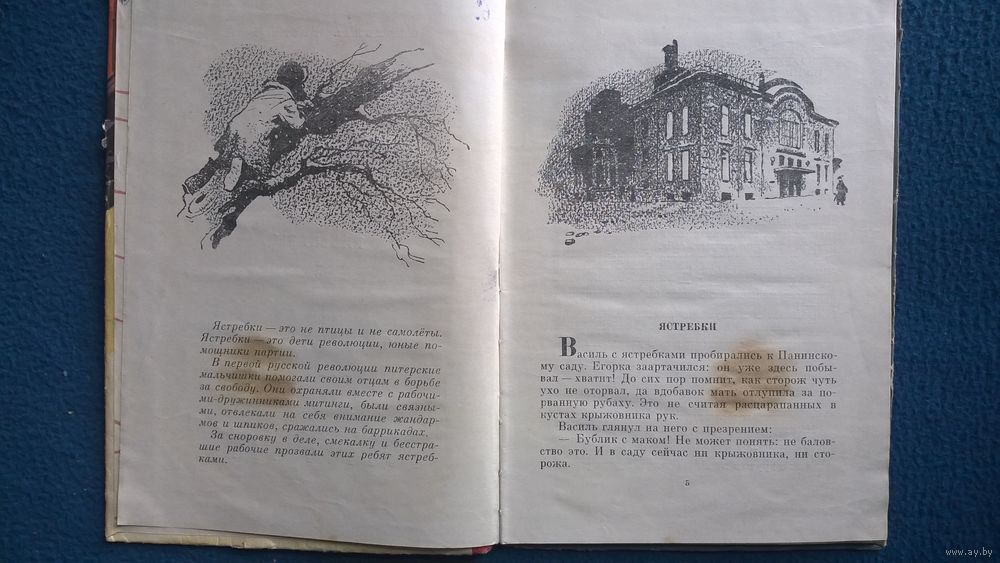 Ястребки — это не птицы и не самолёты.
Ястребки — это дети революции, юные по-
мощники партии.
В первой русской революции питерские
мальчишки помогали своим отцам в борьбе
за свободу. Они охраняли вместе с рабочи-
ми-дружинниками митинги, были связны-
ми, отвлекали на себя внимание жандар-
мов и шпиков, сражались на баррикадах.
За сноровку в деле, смекалку и бесстра-
шие рабочие прозвали этих ребят ястреб-
ками.
ЯСТРЕБКИ
Василь с ястребками пробирались к Панинско-
му саду. Егорка заартачился: он уже здесь побы-
вал — хватит! До сих пор помнит, как сторож чуть
ухо не оторвал, да вдобавок мать отлупила за по-
рванную рубаху. Это не считая расцарапанных в
кустах крыжовника рук.
Василь глянул на него с презрением:
— Бублик с маком! Не может понять: не балов-
ство это. И в саду сейчас ни крыжовника, ни сто-
рожа.
5
www.ay.by